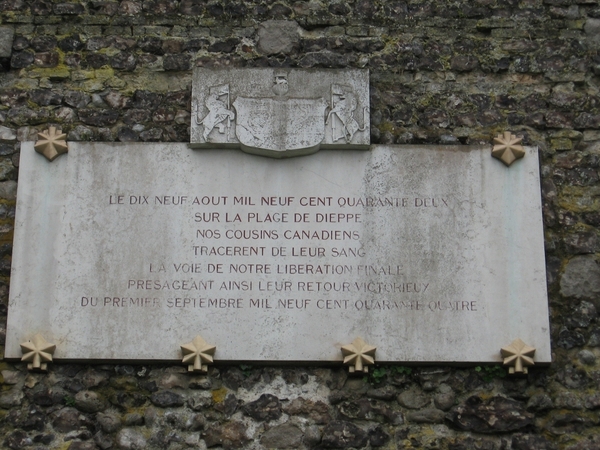 LE DIX NEUF AOUT MIL NEUF CENT QUARANTE DEUX
SUR LA PLAGE DE DIEPPE
NOS COUSINS CANADIENS
TRACERENT DE LEUR SANG
LA VOIE DE NOTRE LIBERATION FINALE
PRESAGEANT AINSI LEUR RETOUR VICTORIEUX
DU PREMIER SEPTEMBRE MIL NEUF CENT QUARANTE QUATRE